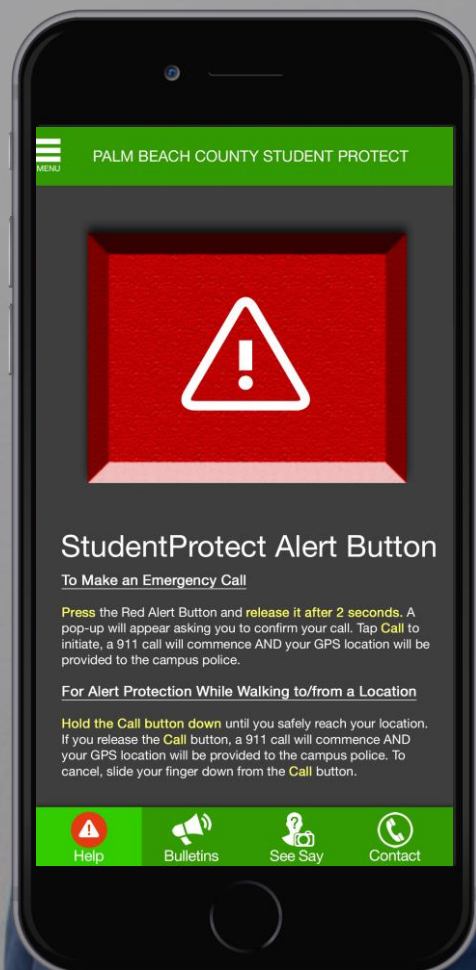 MENU
PALM BEACH COUNTY STUDENT PROTECT
!
StudentProtect Alert Button
To Make an Emergency Call
Press the Red Alert Button and release it after 2 seconds. A
pop-up will appear asking you to confirm your call. Tap Call to
initiate, a 911 call will commence AND your GPS location will be
provided to the campus police.
For Alert Protection While Walking to/from a Location
Hold the Call button down until you safely reach your location.
If you release the Call button, a 911 call will commence AND
your GPS location will be provided to the campus police. To
cancel, slide your finger down from the Call button.
Help
Bulletins
See Say
Contact